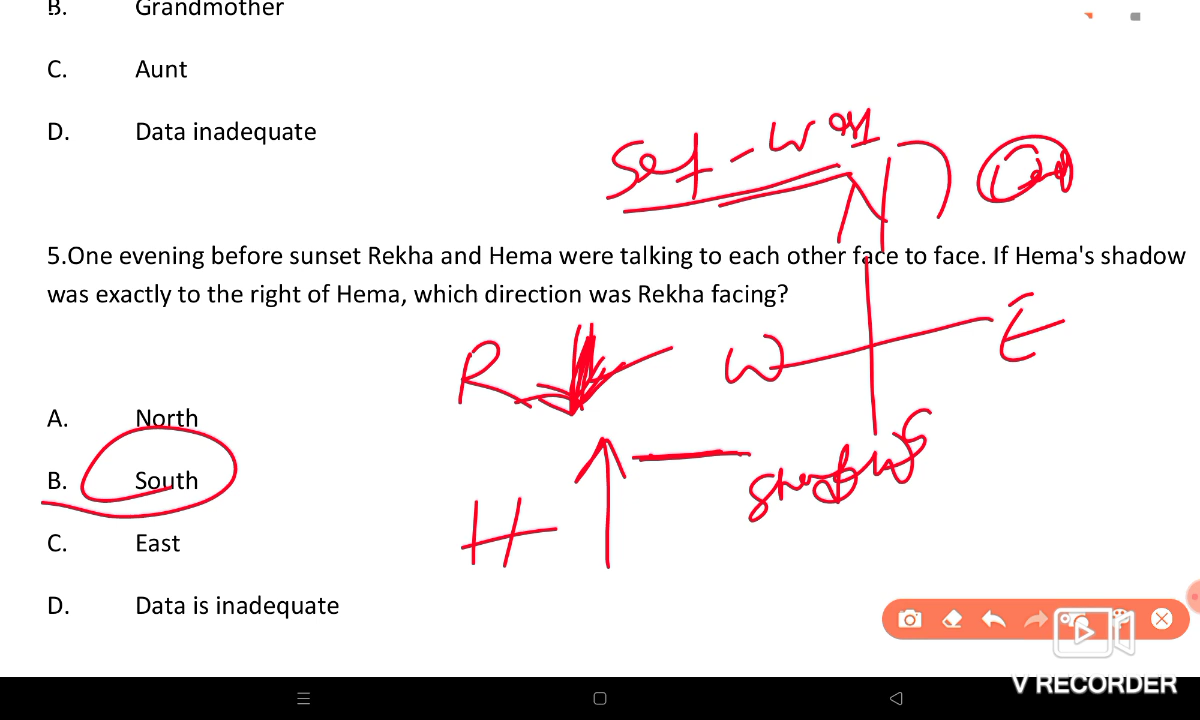 B. Grandmother
C. Aunt
D. Data inadequate
Set - W
N
5.One evening before sunset Rekha and Hema were talking to each other face to face. If Hema's shadow
was exactly to the right of Hema, which direction was Rekha facing?
R W E
A. North
B. South
S
H
C. East
D. Data is inadequate
V RECORDER